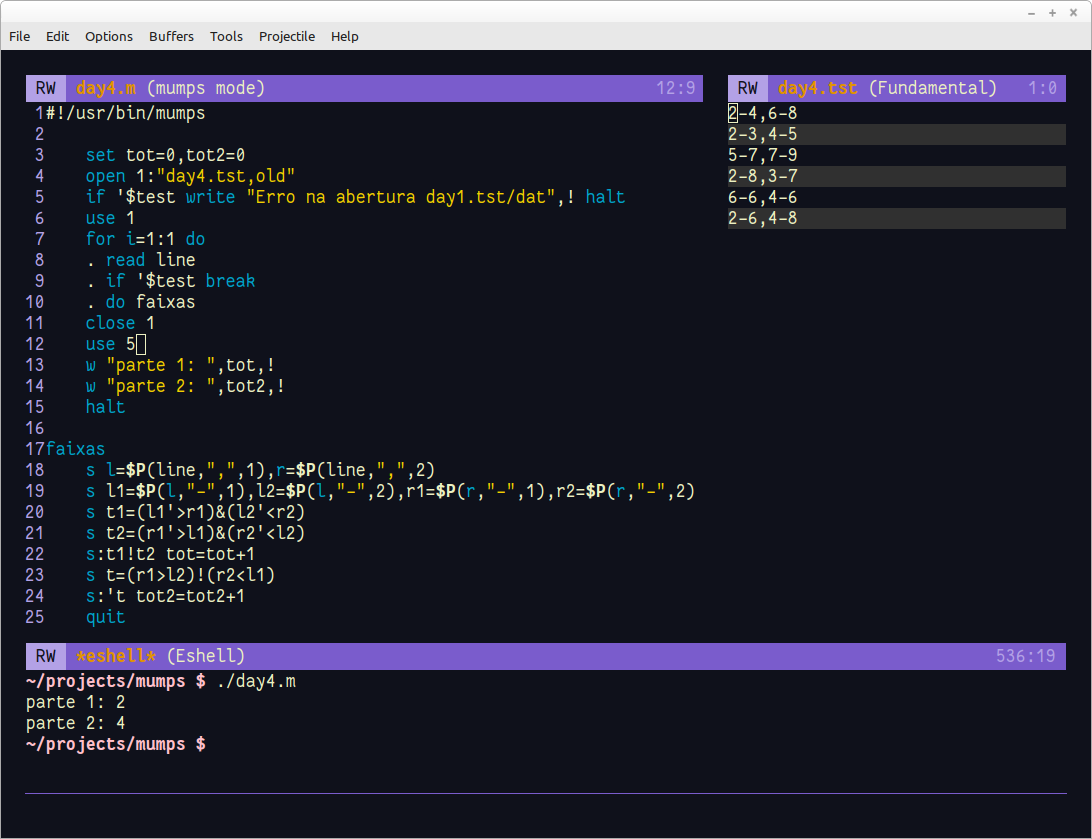 File Edit Options Buffers Tools Projectile Help
RW day4.m (mumps mode) 12:9
1#!/usr/bin/mumps
2
3    set tot=0,tot2=0
4    open 1:"day4.tst,old"
5    if '$test write "Erro na abertura day1.tst/dat",! halt
6    use 1
7    for i=1:1 do
8    . read line
9    . if '$test break
10    . do faixas
11    close 1
12    use 5
13    w "parte 1: ",tot,!
14    w "parte 2: ",tot2,!
15    halt
16
17faixas
18    s l=$P(line,",",1),r=$P(line,",",2)
19    s l1=$P(l,"-",1),l2=$P(l,"-",2),r1=$P(r,"-",1),r2=$P(r,"-",2)
20    s t1=(l1'>r1)&(l2'<r2)
21    s t2=(r1'>l1)&(r2'<l2)
22    s:t1!t2 tot=tot+1
23    s t=(r1>l2)!(r2<l1)
24    s:'t tot2=tot2+1
25    quit
RW day4.tst (Fundamental) 1:0
2-4,6-8
2-3,4-5
5-7,7-9
2-8,3-7
6-6,4-6
2-6,4-8
RW *eshell* (Eshell) 536:19
~/projects/mumps $ ./day4.m
parte 1: 2
parte 2: 4
~/projects/mumps $